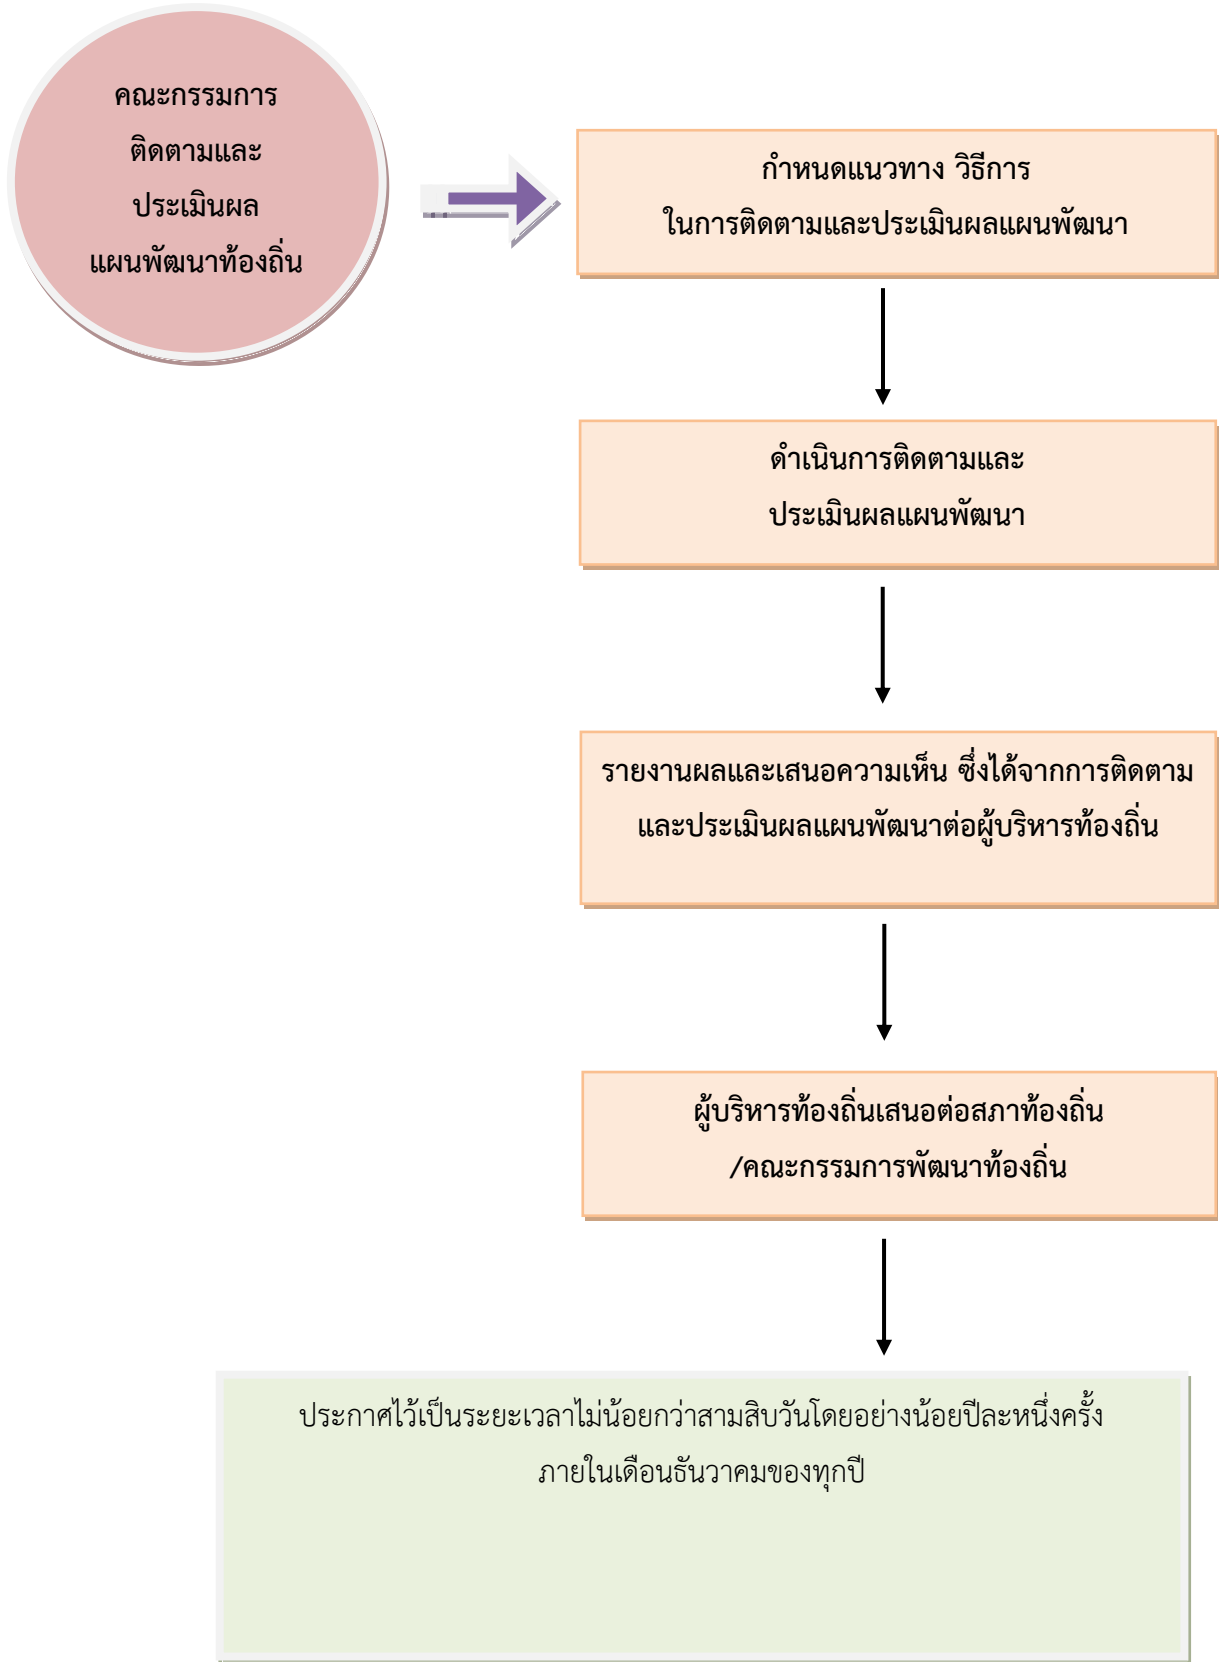 คณะกรรมการ
ติดตามและ
ประเมินผล
แผนพัฒนาท้องถิ่น
กำหนดแนวทาง วิธีการ
ในการติดตามและประเมินผลแผนพัฒนา
ดำเนินการติดตามและ
ประเมินผลแผนพัฒนา
รายงานผลและเสนอความเห็น ซึ่งได้จากการติดตาม
และประเมินผลแผนพัฒนาต่อผู้บริหารท้องถิ่น
ผู้บริหารท้องถิ่นเสนอต่อสภาท้องถิ่น
/คณะกรรมการพัฒนาท้องถิ่น
ประกาศไว้เป็นระยะเวลาไม่น้อยกว่าสามสิบวันโดยอย่างน้อยปีละหนึ่งครั้ง
ภายในเดือนธันวาคมของทุกปี